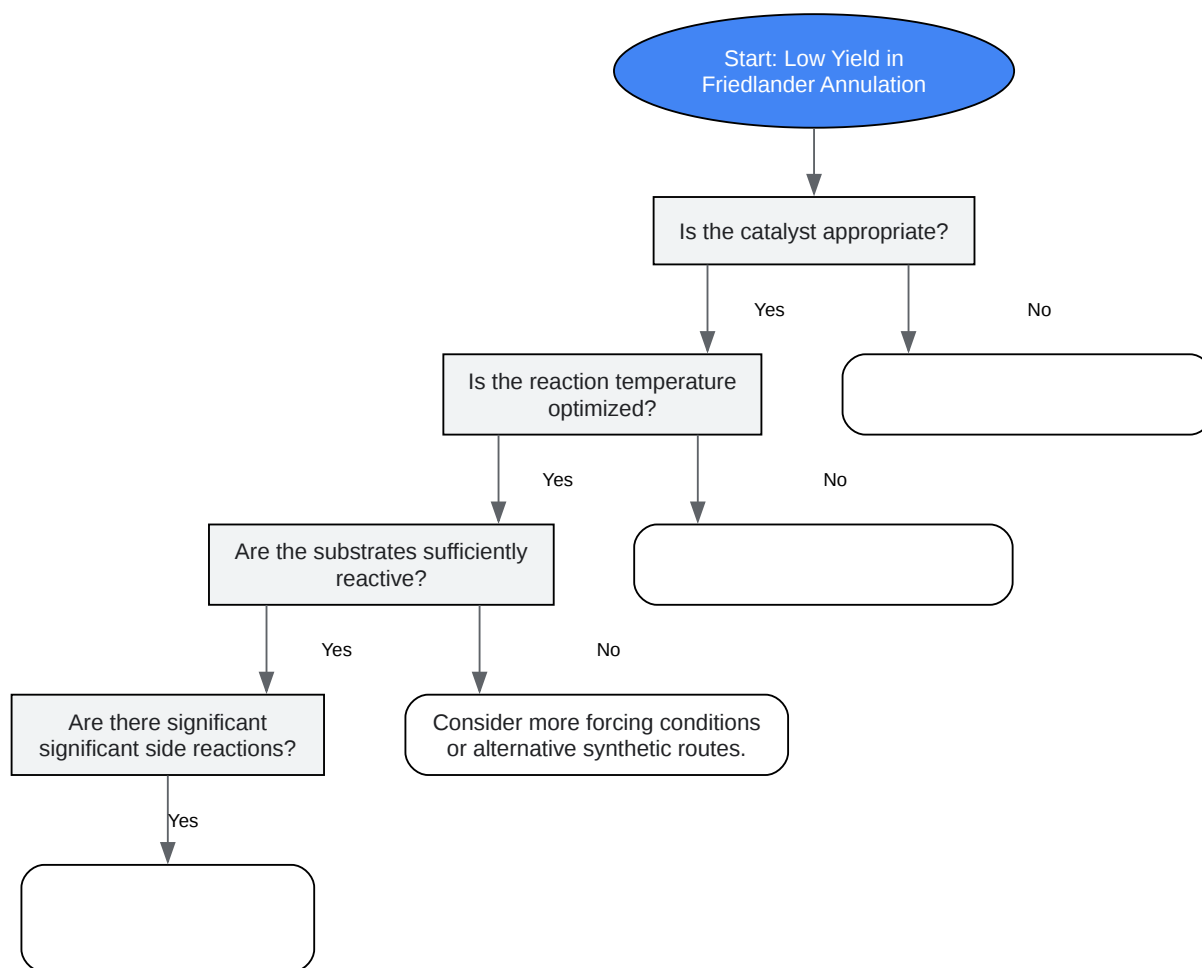 Start: Low Yield in
Friedlander Annulation
Is the catalyst appropriate?
Yes
No
Is the reaction temperature
optimized?
Yes
No
Are the substrates sufficiently
reactive?
Yes
No
Are there significant
significant side reactions?
Consider more forcing conditions
or alternative synthetic routes.
Yes